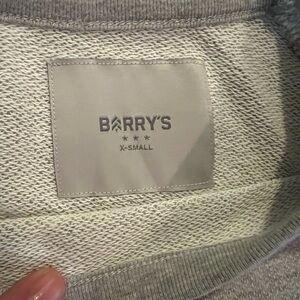 BARRY'S
★ ★ ★
X-SMALL